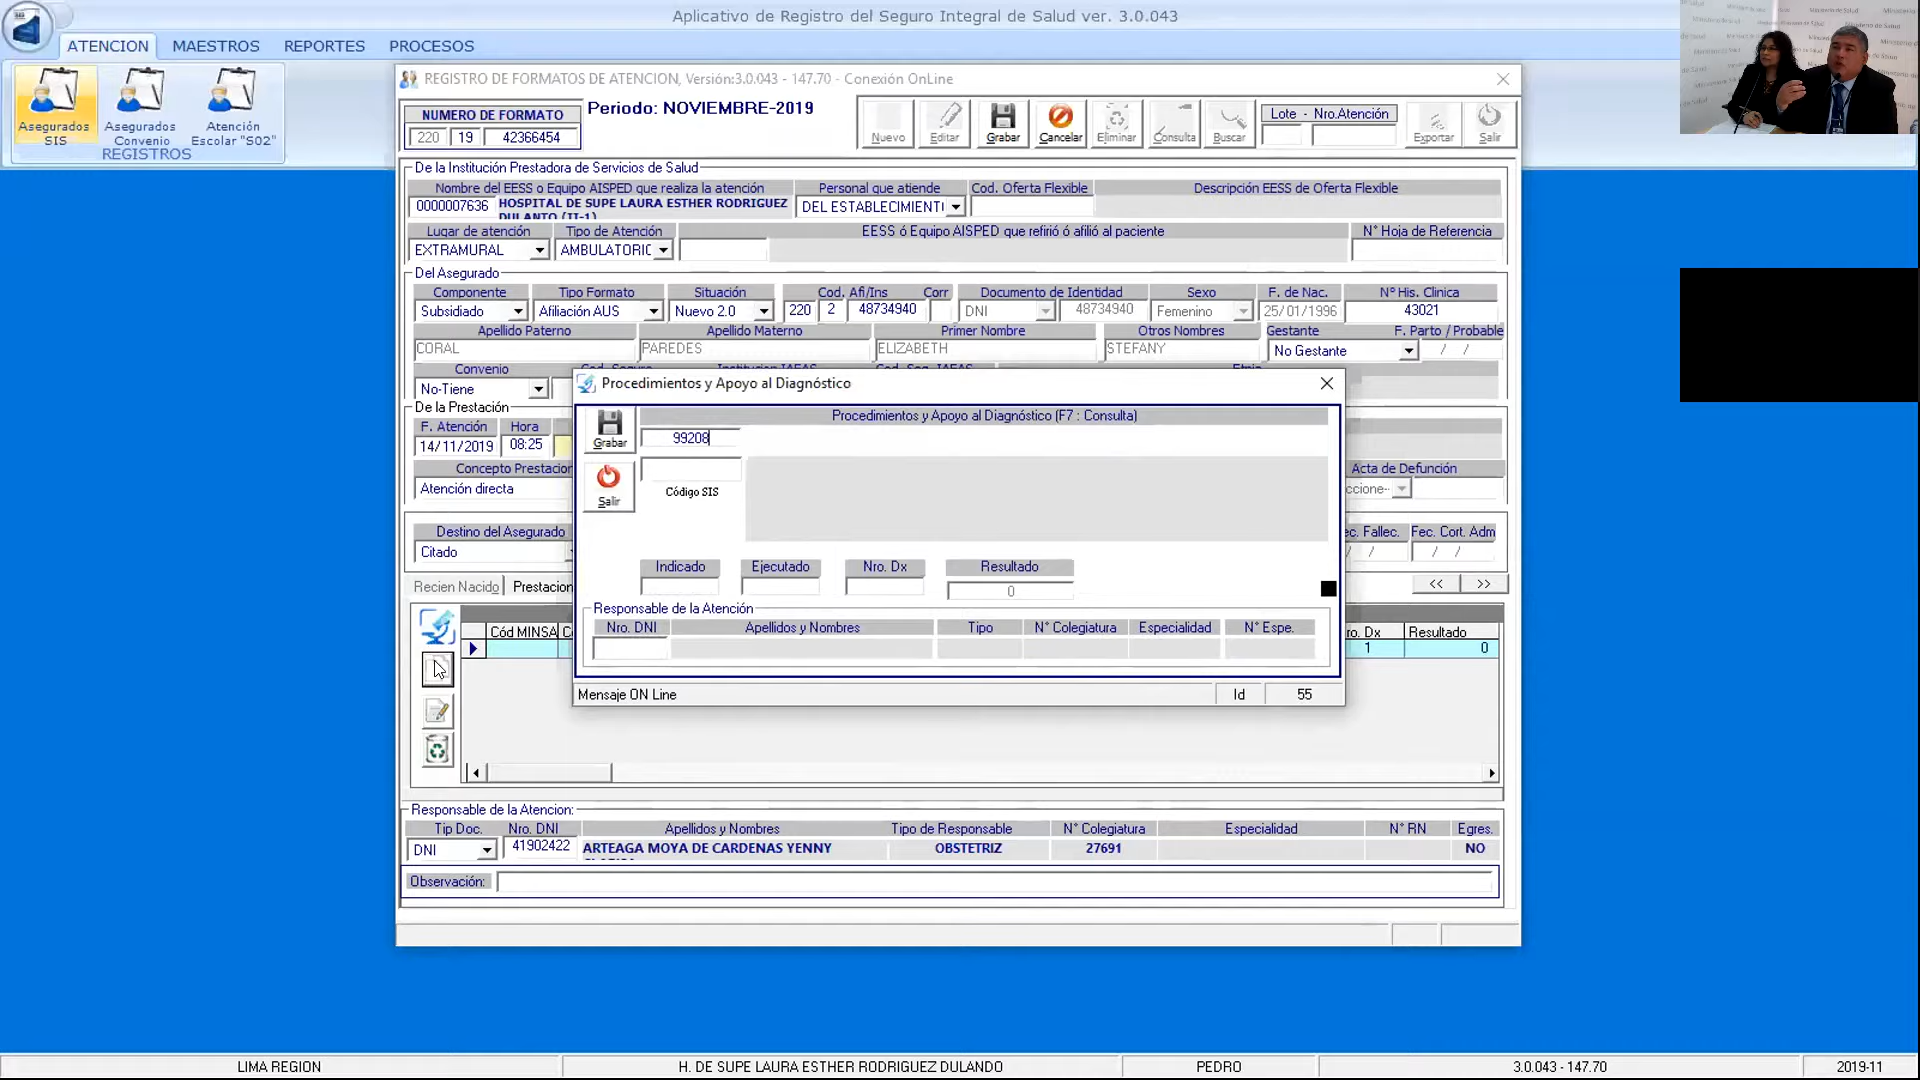 Aplicativo de Registro del Seguro Integral de Salud ver. 3.0.043
ATENCION MAESTROS REPORTES PROCESOS
Asegurados SIS
Asegurados Convenio
Atención Escolar "S02"
REGISTROS
REGISTRO DE FORMATOS DE ATENCION, Versión:3.0.043 - 147.70 - Conexión OnLine
NUMERO DE FORMATO
220 19 42366454
Periodo: NOVIEMBRE-2019
Nuevo Editar Grabar Cancelar Eliminar Consulta Buscar
Lote - Nro.Atención
Exportar Salir
De la Institución Prestadora de Servicios de Salud
Nombre del EESS o Equipo AISPED que realiza la atención Personal que atiende Cod. Oferta Flexible Descripción EESS de Oferta Flexible
0000007636 HOSPITAL DE SUPE LAURA ESTHER RODRIGUEZ DULANTO (II-1) DEL ESTABLECIMIENT
Lugar de atención Tipo de Atención EESS ó Equipo AISPED que refirió ó afilió al paciente N° Hoja de Referencia
EXTRAMURAL AMBULATORIC
Del Asegurado
Componente Tipo Formato Situación Cod. Afi/Ins Corr Documento de Identidad Sexo F. de Nac. Nº His. Clinica
Subsidiado Afiliación AUS Nuevo 2.0 220 2 48734940 DNI 48734940 Femenino 25/01/1996 43021
Apellido Paterno Apellido Materno Primer Nombre Otros Nombres Gestante F. Parto / Probable
CORAL PAREDES ELIZABETH STEFANY No Gestante / /
Convenio
No-Tiene
De la Prestación
F. Atención Hora
14/11/2019 08:25
Concepto Prestacion
Atención directa
Acta de Defunción
ccione-
Destino del Asegurado
Citado
ec. Fallec. Fec. Cort. Adm
/ / / /
Recien Nacido Prestacion
<< >>
Procedimientos y Apoyo al Diagnóstico
Procedimientos y Apoyo al Diagnóstico (F7 : Consulta)
Grabar
99208
Salir
Código SIS
Indicado Ejecutado Nro. Dx Resultado
0
Responsable de la Atención
Nro. DNI Apellidos y Nombres Tipo N° Colegiatura Especialidad N° Espe.
Mensaje ON Line Id 55
Cód MINSA ro. Dx Resultado
1 0
Responsable de la Atencion:
Tip Doc. Nro. DNI Apellidos y Nombres Tipo de Responsable N° Colegiatura Especialidad N° RN Egres.
DNI 41902422 ARTEAGA MOYA DE CARDENAS YENNY OBSTETRIZ 27691 NO
Observación:
LIMA REGION H. DE SUPE LAURA ESTHER RODRIGUEZ DULANDO PEDRO 3.0.043 - 147.70 2019-11